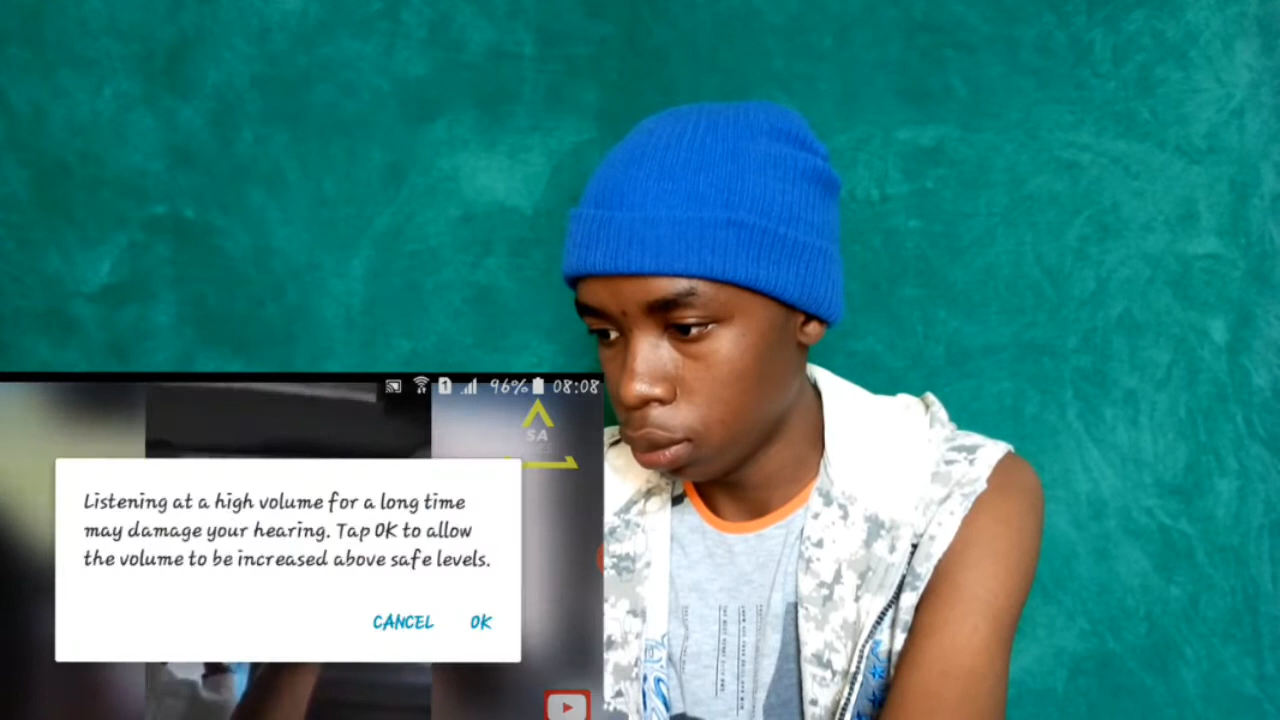 96% 08:08
SA
Listening at a high volume for a long time
may damage your hearing. Tap OK to allow
the volume to be increased above safe levels.
CANCEL OK